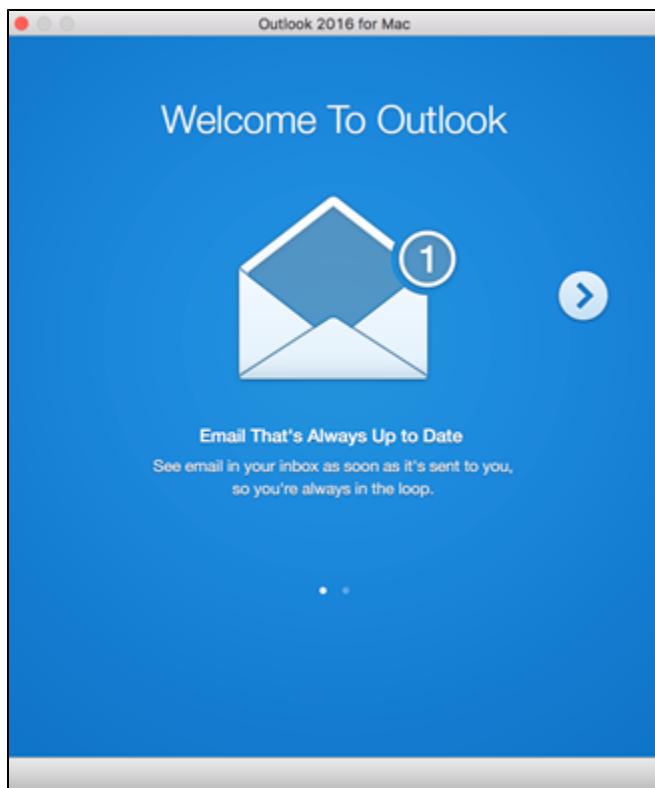 Outlook 2016 for Mac
Welcome To Outlook
1
Email That's Always Up to Date
See email in your inbox as soon as it's sent to you,
so you're always in the loop.